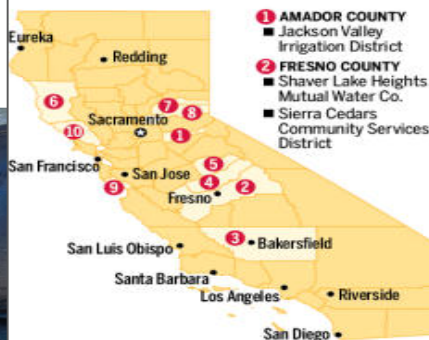 1 AMADOR COUNTY
■ Jackson Valley
Irrigation District
2 FRESNO COUNTY
■ Shaver Lake Heights
Mutual Water Co.
■ Sierra Cedars
Community Services
District
Eureka
Redding
6
7
8
Sacramento
10
1
San Francisco
San Jose
5
9
4
2
Fresno
3
Bakersfield
San Luis Obispo
Santa Barbara
Los Angeles
Riverside
San Diego